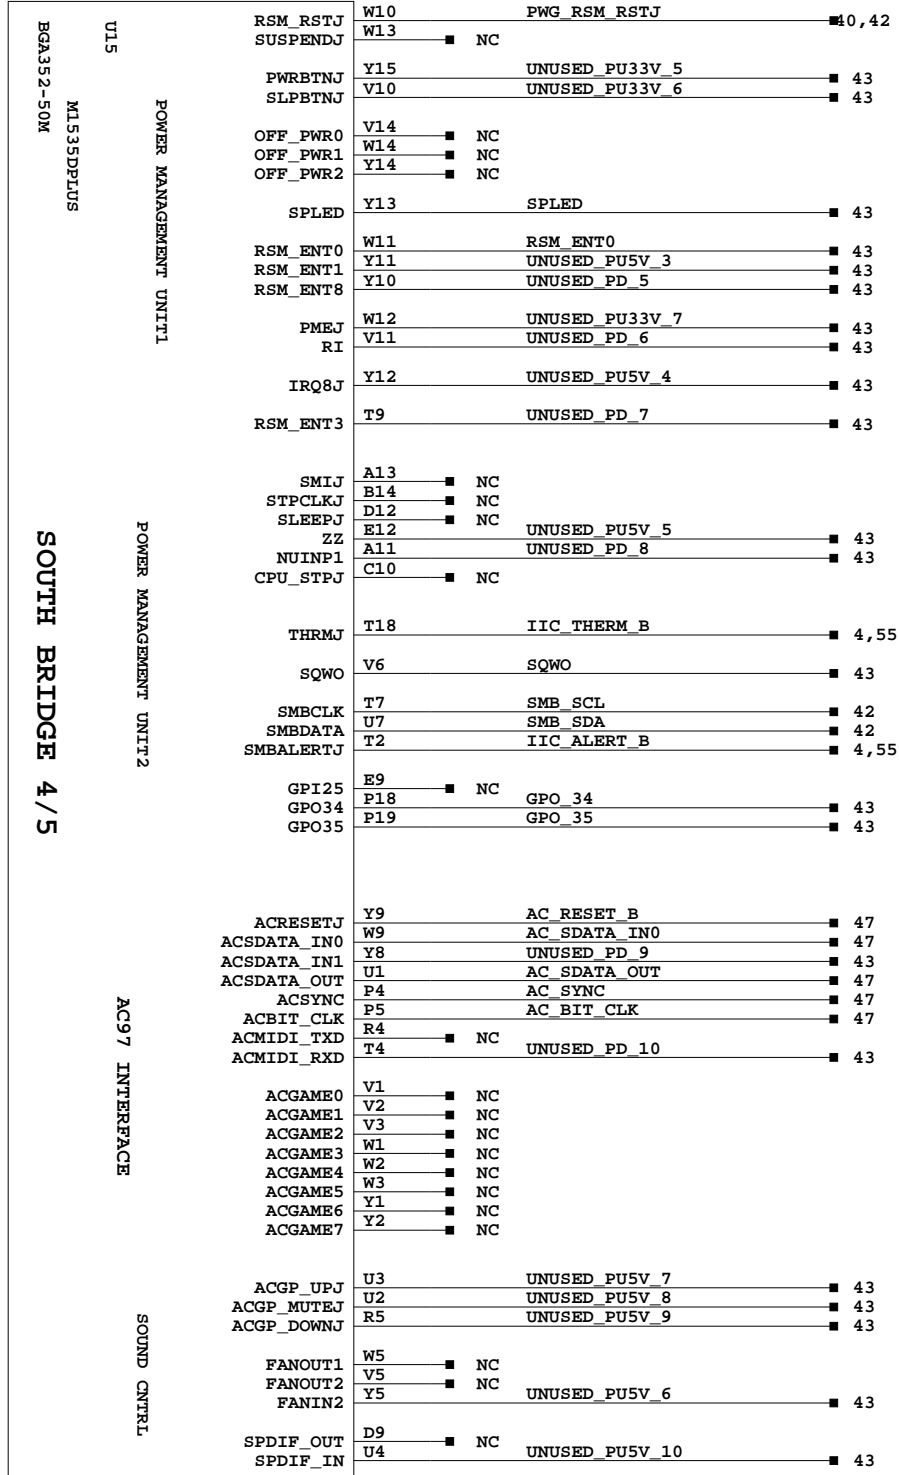 RSM_RSTJ W10 PWG_RSM_RSTJ 40,42
SUSPENDJ W13 NC
PWRBTNJ Y15 UNUSED_PU33V_5 43
SLPBTNJ V10 UNUSED_PU33V_6 43
OFF_PWR0 V14 NC
OFF_PWR1 W14 NC
OFF_PWR2 Y14 NC
SPLED Y13 SPLED 43
RSM_ENT0 W11 RSM_ENT0 43
RSM_ENT1 Y11 UNUSED_PU5V_3 43
RSM_ENT8 Y10 UNUSED_PD_5 43
PMEJ W12 UNUSED_PU33V_7 43
RI V11 UNUSED_PD_6 43
IRQ8J Y12 UNUSED_PU5V_4 43
RSM_ENT3 T9 UNUSED_PD_7 43
SMIJ A13 NC
STPCLKJ B14 NC
SLEEPJ D12 NC
ZZ E12 UNUSED_PU5V_5 43
NUINP1 A11 UNUSED_PD_8 43
CPU_STPJ C10 NC
THRMJ T18 IIC_THERM_B 4,55
SQWO V6 SQWO 43
SMBCLK T7 SMB_SCL 42
SMBDATA U7 SMB_SDA 42
SMBALERTJ T2 IIC_ALERT_B 4,55
GPI25 E9 NC
GPO34 P18 GPO_34 43
GPO35 P19 GPO_35 43
ACRESETJ Y9 AC_RESET_B 47
ACSDATA_IN0 W9 AC_SDATA_IN0 47
ACSDATA_IN1 Y8 UNUSED_PD_9 43
ACSDATA_OUT U1 AC_SDATA_OUT 47
ACSYNC P4 AC_SYNC 47
ACBIT_CLK P5 AC_BIT_CLK 47
ACMIDI_TXD R4 NC
ACMIDI_RXD T4 UNUSED_PD_10 43
ACGAME0 V1 NC
ACGAME1 V2 NC
ACGAME2 V3 NC
ACGAME3 W1 NC
ACGAME4 W2 NC
ACGAME5 W3 NC
ACGAME6 Y1 NC
ACGAME7 Y2 NC
ACGP_UPJ U3 UNUSED_PU5V_7 43
ACGP_MUTEJ U2 UNUSED_PU5V_8 43
ACGP_DOWNJ R5 UNUSED_PU5V_9 43
FANOUT1 W5 NC
FANOUT2 V5 NC
FANIN2 Y5 UNUSED_PU5V_6 43
SPDIF_OUT D9 NC
SPDIF_IN U4 UNUSED_PU5V_10 43
U15
M1535DPLUS
BGA352-50M
POWER MANAGEMENT UNIT1
POWER MANAGEMENT UNIT2
SOUTH BRIDGE 4/5
AC97 INTERFACE
SOUND CNTRL